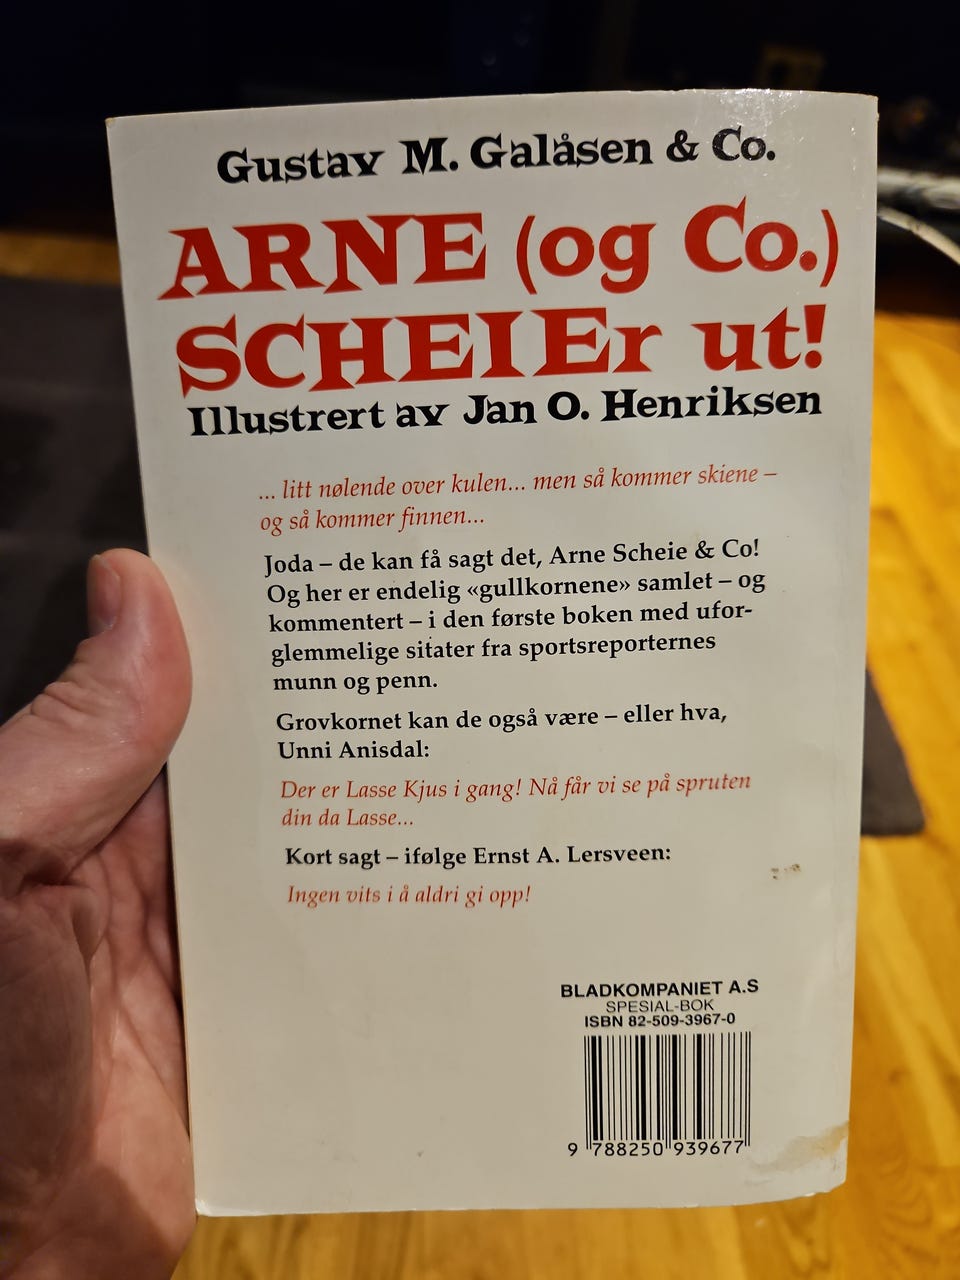 Gustav M. Galåsen & Co.
ARNE (og Co.)
SCHEIEr ut!
Illustrert av Jan O. Henriksen
... litt nølende over kulen... men så kommer skiene –
og så kommer finnen...
Joda – de kan få sagt det, Arne Scheie & Co!
Og her er endelig «gullkornene» samlet – og
kommentert – i den første boken med ufor-
glemmelige sitater fra sportsreporternes
munn og penn.
Grovkornet kan de også være – eller hva,
Unni Anisdal:
Der er Lasse Kjus i gang! Nå får vi se på spruten
din da Lasse...
Kort sagt – ifølge Ernst A. Lersveen:
Ingen vits i å aldri gi opp!
BLADKOMPANIET A.S
SPESIAL-BOK
ISBN 82-509-3967-0
9 788250 939677